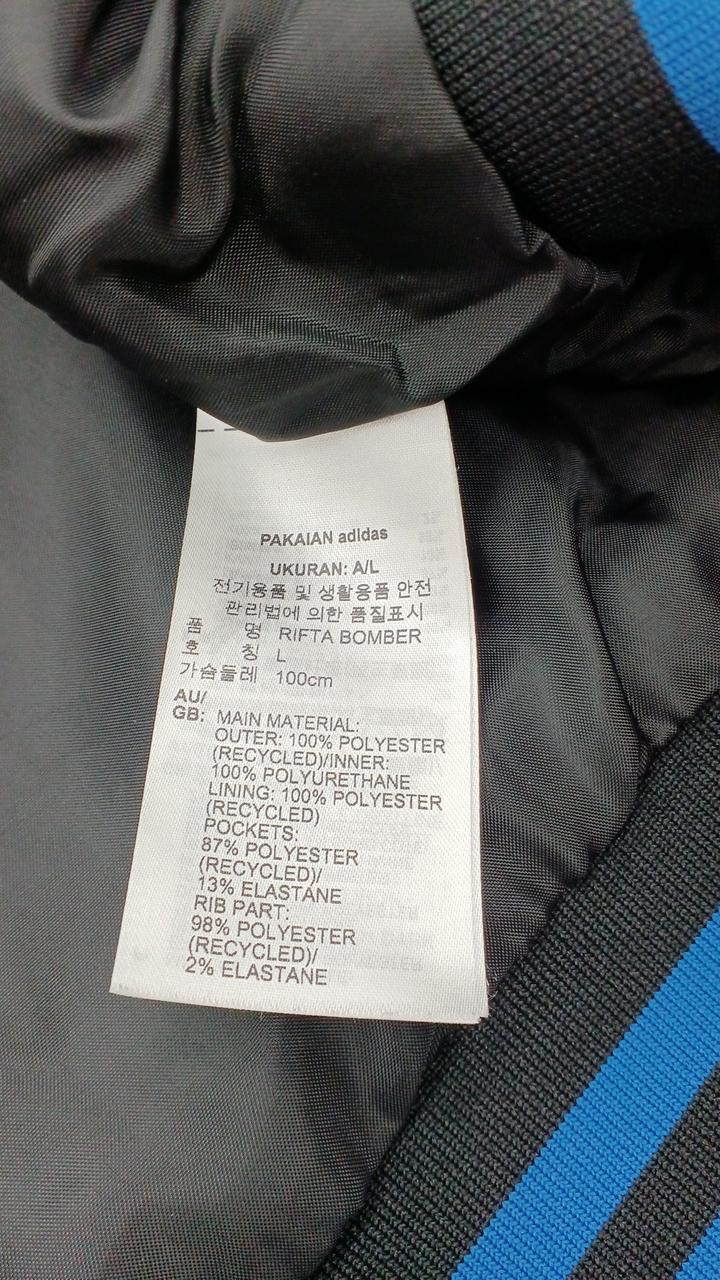 PAKAIAN adidas
UKURAN: A/L
전기용품 및 생활용품 안전
관리법에 의한 품질표시
품 명 RIFTA BOMBER
호 칭 L
가슴둘레 100cm
AU/
GB: MAIN MATERIAL:
OUTER: 100% POLYESTER
(RECYCLED)/INNER:
100% POLYURETHANE
LINING: 100% POLYESTER
(RECYCLED)
POCKETS:
87% POLYESTER
(RECYCLED)/
13% ELASTANE
RIB PART:
98% POLYESTER
(RECYCLED)/
2% ELASTANE